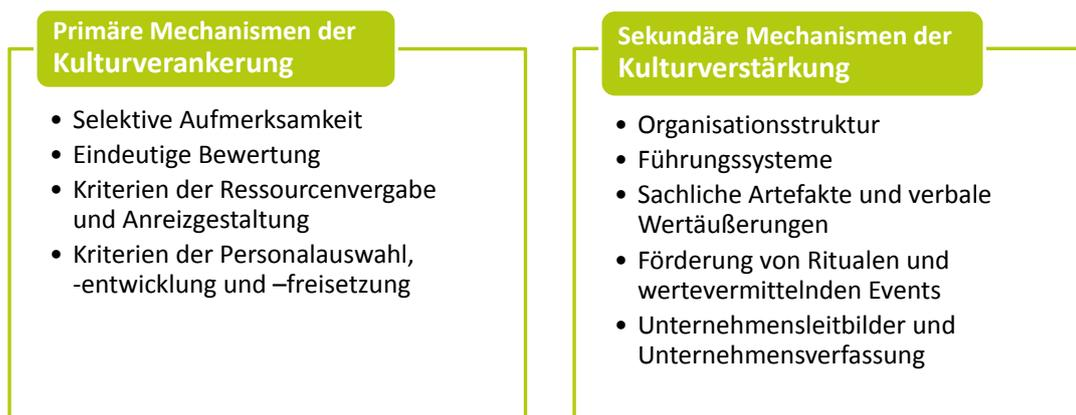 Primäre Mechanismen der
Kulturverankerung
• Selektive Aufmerksamkeit
• Eindeutige Bewertung
• Kriterien der Ressourcenvergabe
und Anreizgestaltung
• Kriterien der Personalauswahl,
-entwicklung und –freisetzung
Sekundäre Mechanismen der
Kulturverstärkung
• Organisationsstruktur
• Führungssysteme
• Sachliche Artefakte und verbale
Wertäußerungen
• Förderung von Ritualen und
wertevermittelnden Events
• Unternehmensleitbilder und
Unternehmensverfassung